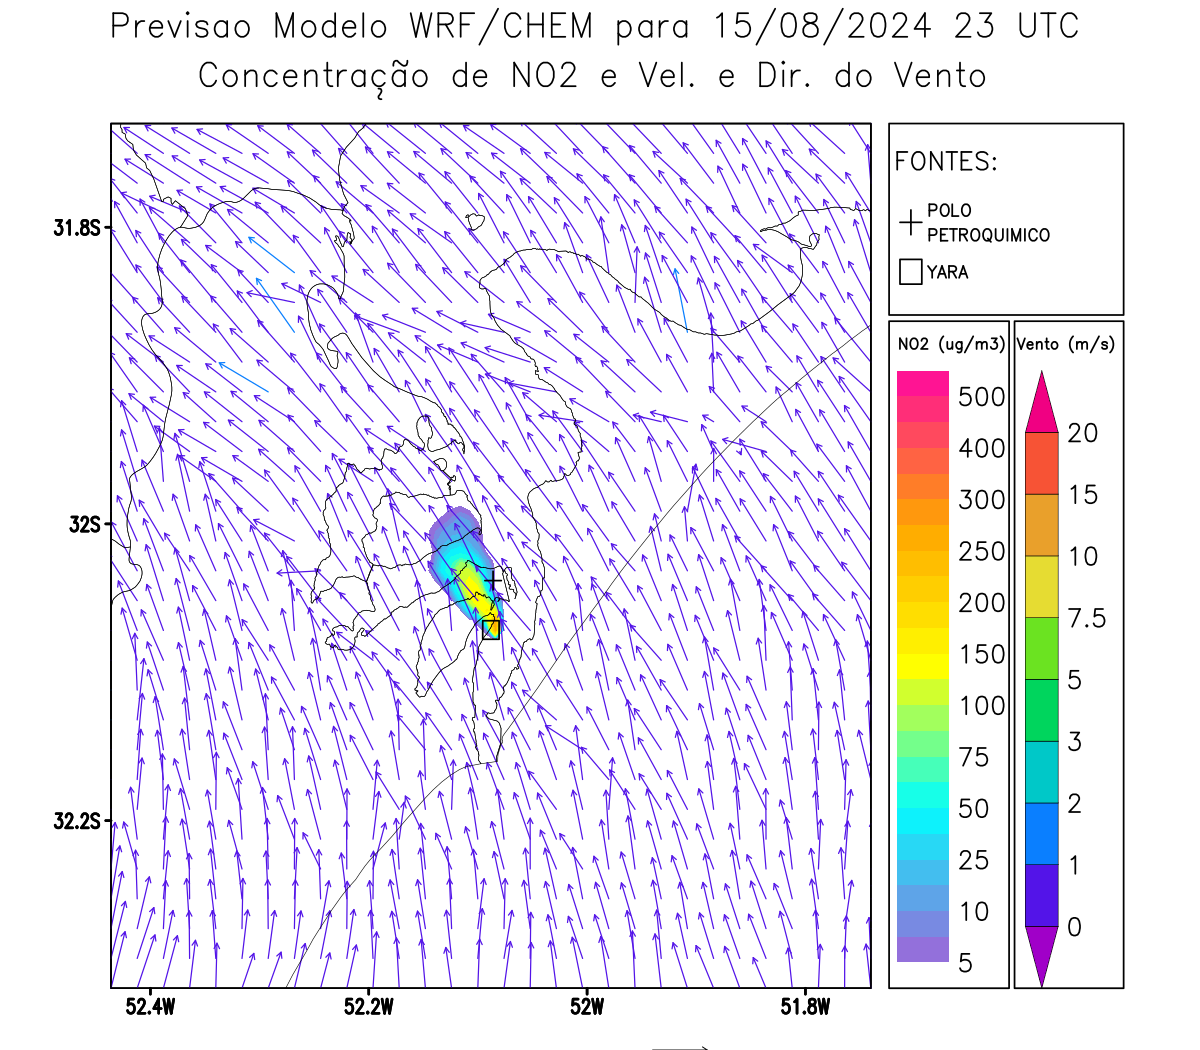 Previsao Modelo WRF/CHEM para 15/08/2024 23 UTC
Concentração de NO2 e Vel. e Dir. do Vento
FONTES:
POLO
PETROQUIMICO
YARA
NO2 (ug/m3)
500
400
300
250
200
150
100
75
50
25
10
5
Vento (m/s)
20
15
10
7.5
5
3
2
1
0
31.8S
32S
32.2S
52.4W
52.2W
52W
51.8W